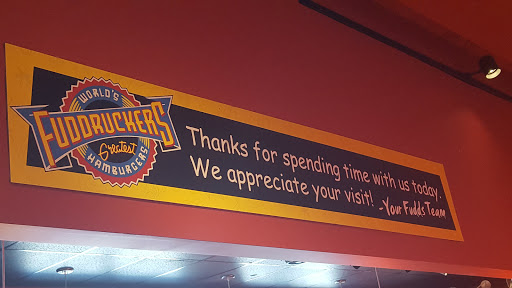 WORLD'S
FUDDRUCKERS
Greatest
HAMBURGERS
Thanks for spending time with us today.
We appreciate your visit! -Your Fudds Team